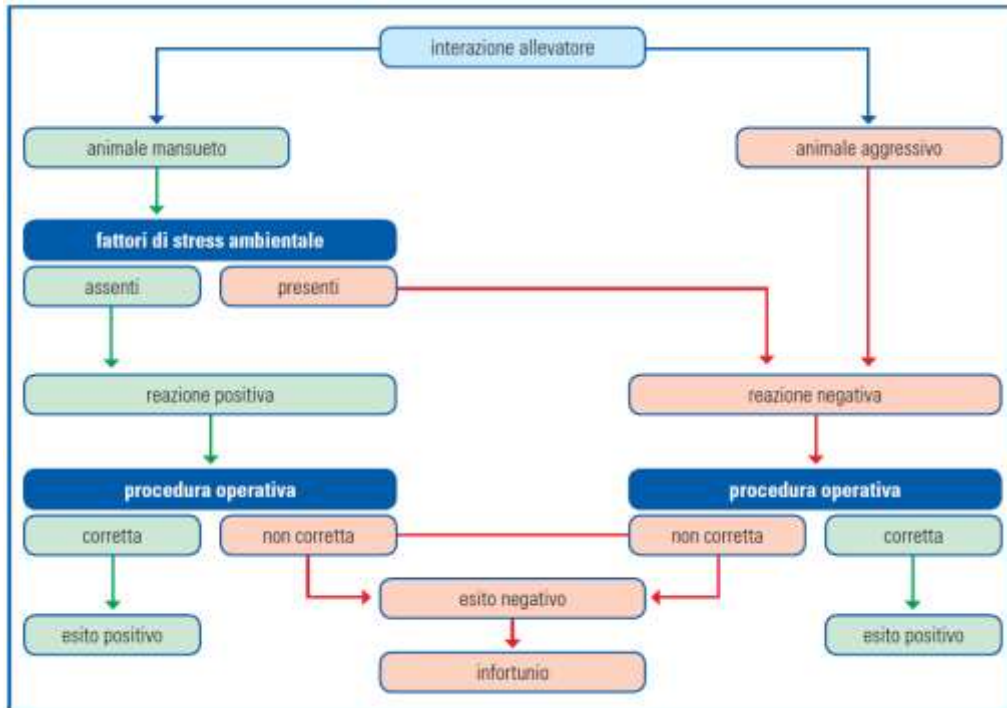 interazione allevatore
animale mansueto
animale aggressivo
fattori di stress ambientale
assenti
presenti
reazione positiva
reazione negativa
procedura operativa
procedura operativa
corretta
non corretta
non corretta
corretta
esito negativo
esito positivo
esito positivo
infortunio